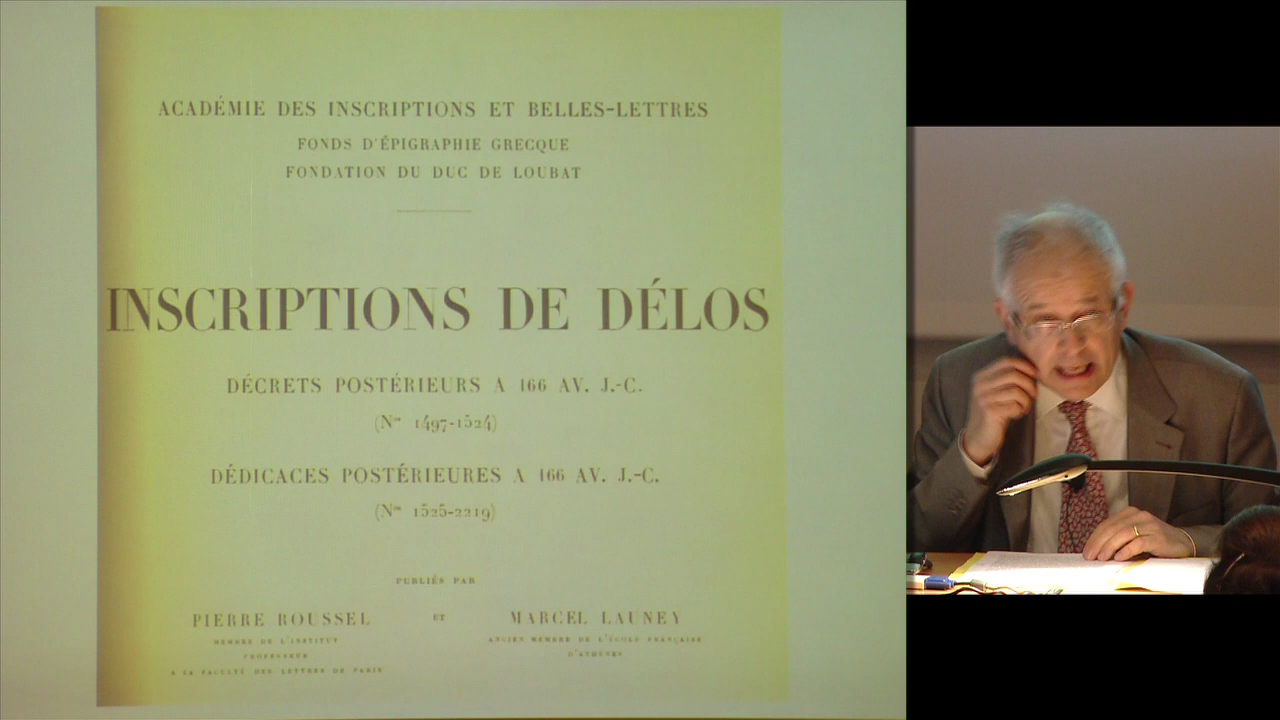 ACADÉMIE DES INSCRIPTIONS ET BELLES-LETTRES
FONDS D'ÉPIGRAPHIE GRECQUE
FONDATION DU DUC DE LOUBAT
INSCRIPTIONS DE DÉLOS
DÉCRETS POSTÉRIEURS A 166 AV. J.-C.
(Nos 1497-1524)
DÉDICACES POSTÉRIEURES A 166 AV. J.-C.
(Nos 1525-2219)
PUBLIÉS PAR
PIERRE ROUSSEL ET MARCEL LAUNEY
MEMBRE DE L'INSTITUT ANCIEN MEMBRE DE L'ÉCOLE FRANÇAISE
PROFESSEUR D'ATHÈNES
A LA FACULTÉ DES LETTRES DE PARIS